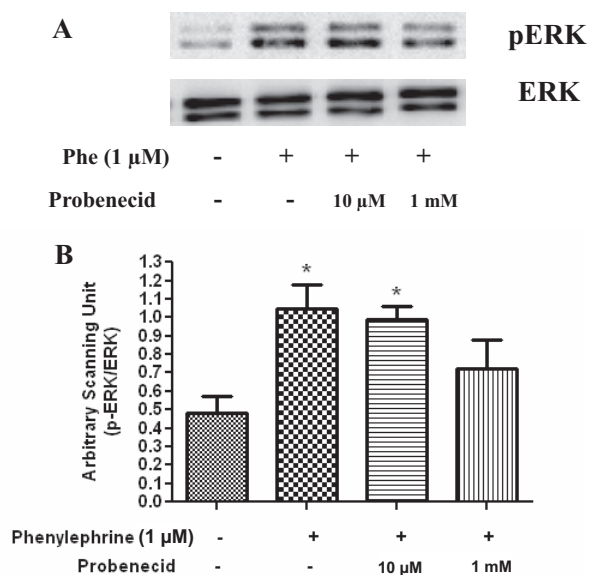 A
pERK
ERK
Phe (1 µM) - + + +
Probenecid - - 10 µM 1 mM
B
Arbitrary Scanning Unit
(p-ERK/ERK)
1.3
1.2
1.1
1.0
0.9
0.8
0.7
0.6
0.5
0.4
0.3
0.2
0.1
0.0
* *
Phenylephrine (1 µM) - + + +
Probenecid - - 10 µM 1 mM